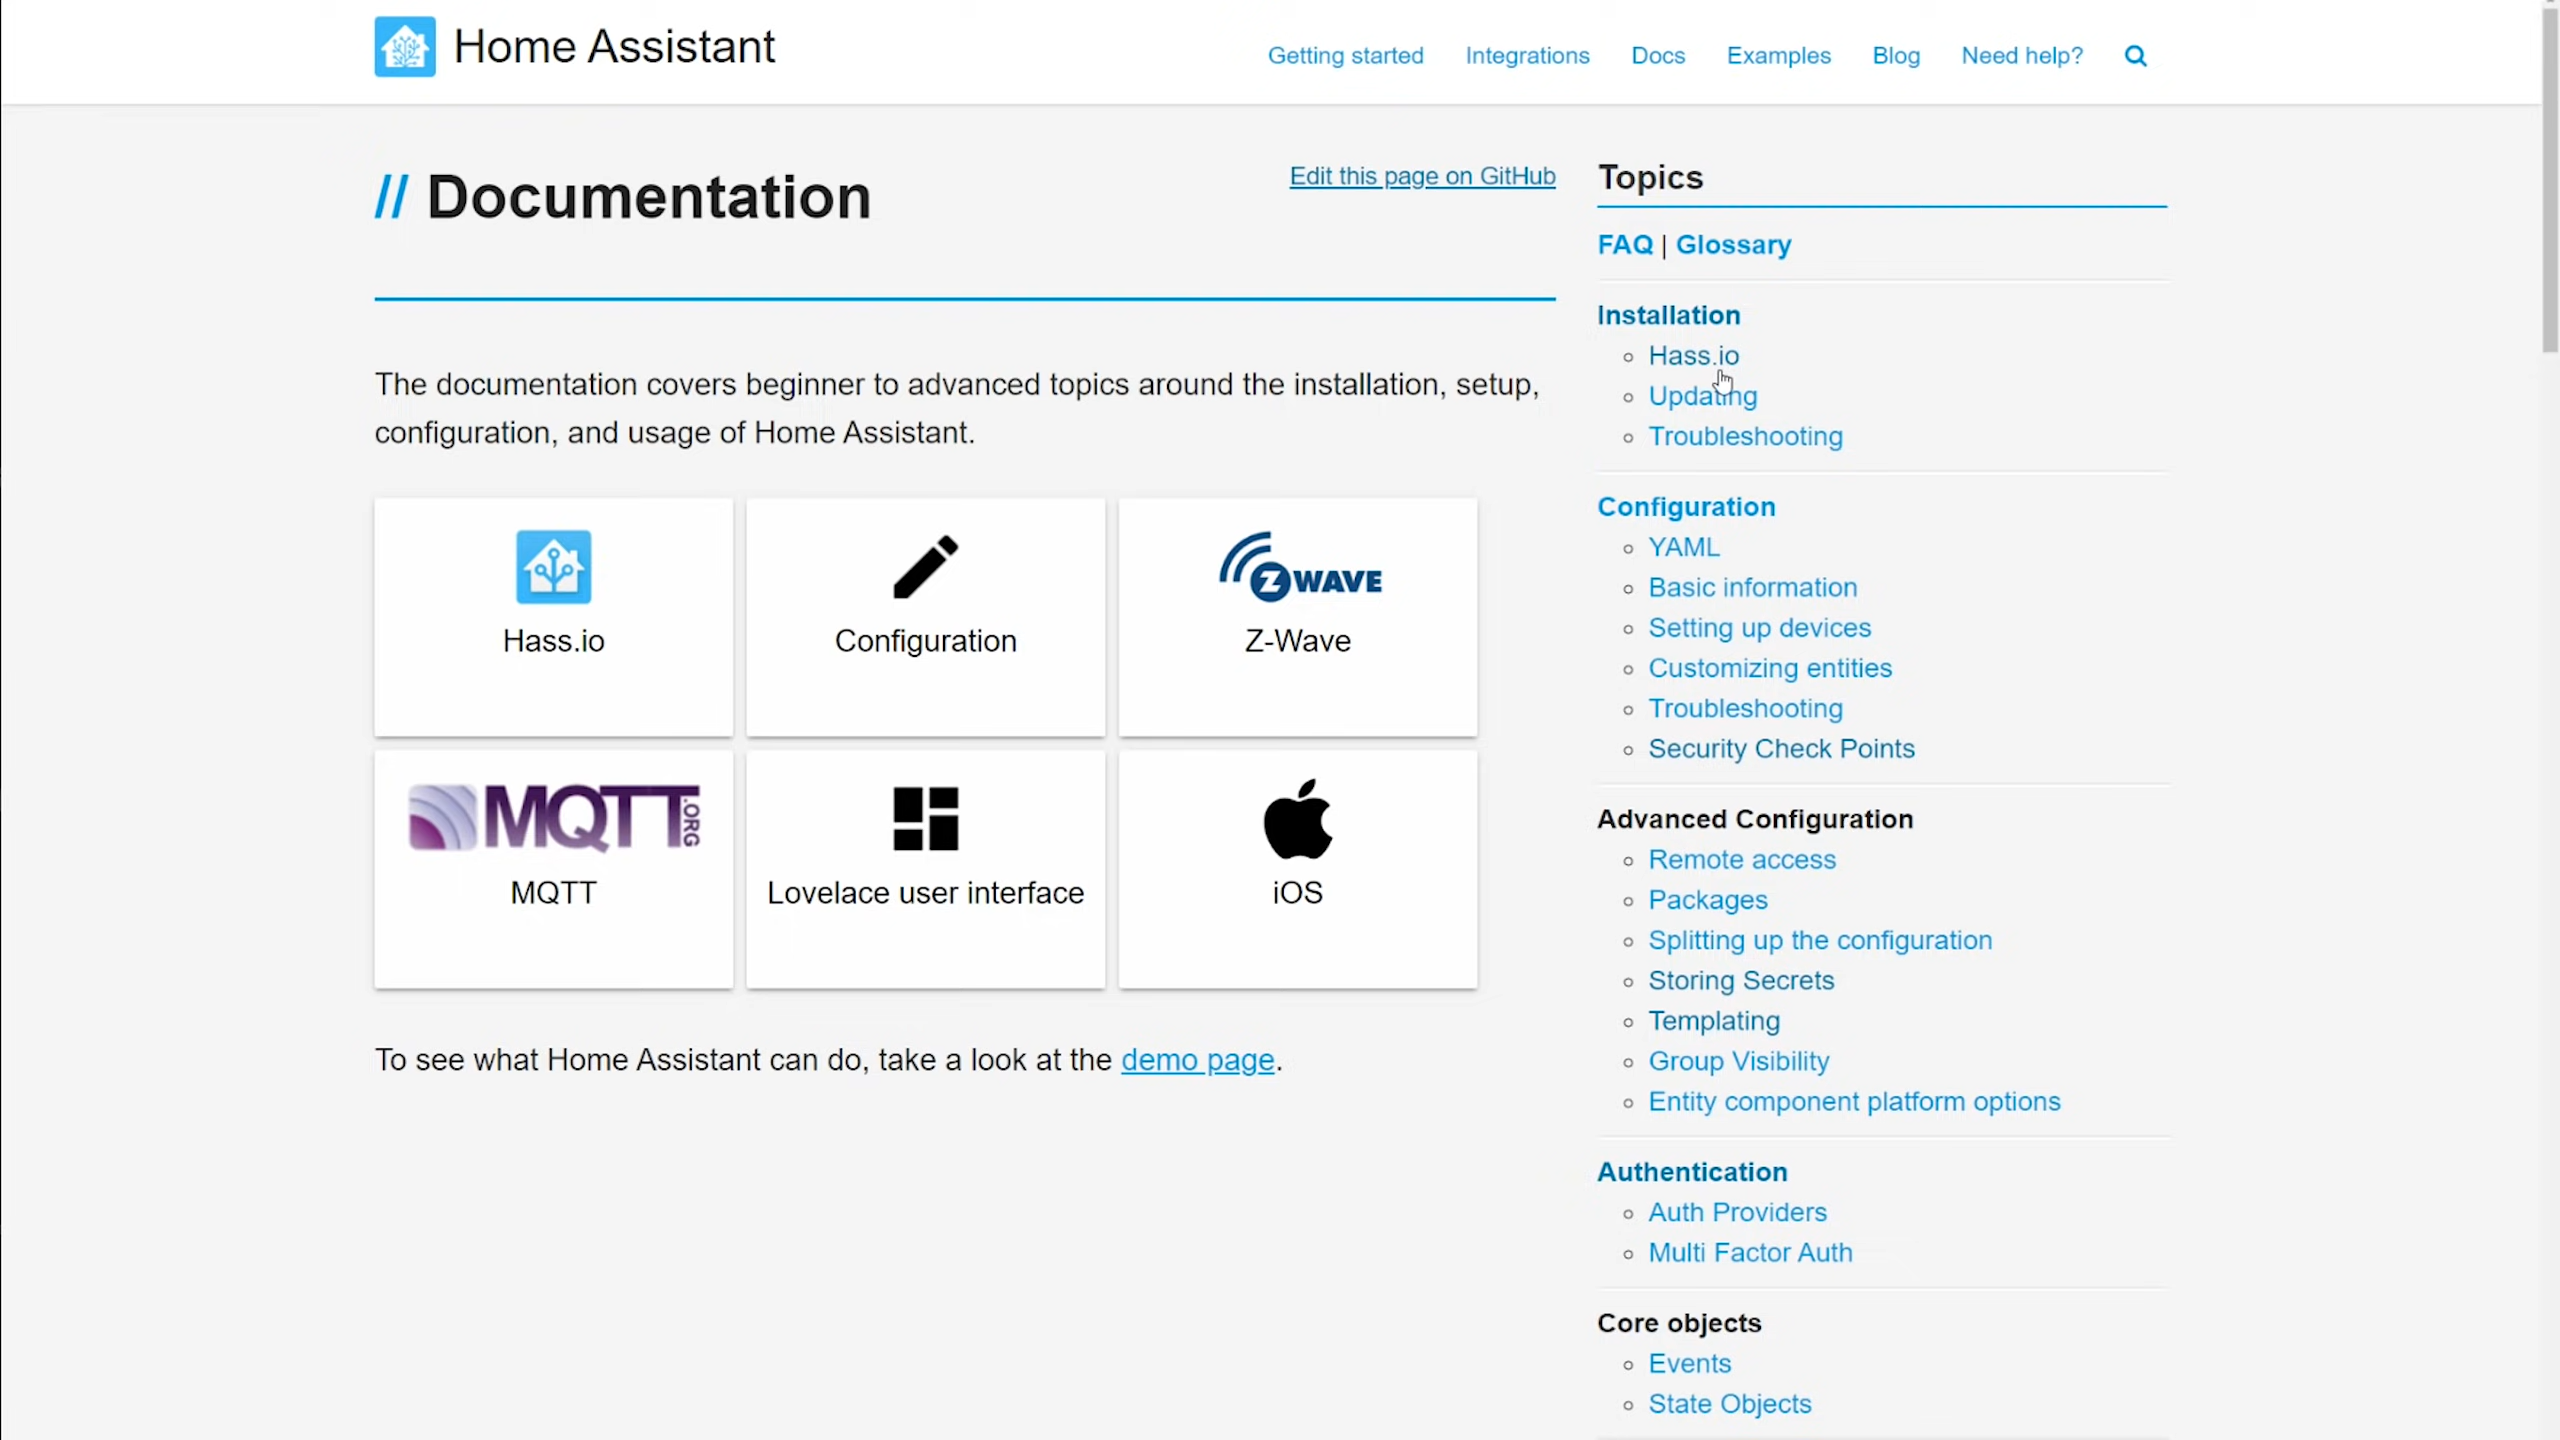 Home Assistant
Getting started
Integrations
Docs
Examples
Blog
Need help?
// Documentation
Edit this page on GitHub
The documentation covers beginner to advanced topics around the installation, setup,
configuration, and usage of Home Assistant.
Hass.io
Configuration
Z WAVE
Z-Wave
MQTT.ORG
MQTT
Lovelace user interface
iOS
To see what Home Assistant can do, take a look at the demo page.
Topics
FAQ | Glossary
Installation
Hass.io
Updating
Troubleshooting
Configuration
YAML
Basic information
Setting up devices
Customizing entities
Troubleshooting
Security Check Points
Advanced Configuration
Remote access
Packages
Splitting up the configuration
Storing Secrets
Templating
Group Visibility
Entity component platform options
Authentication
Auth Providers
Multi Factor Auth
Core objects
Events
State Objects